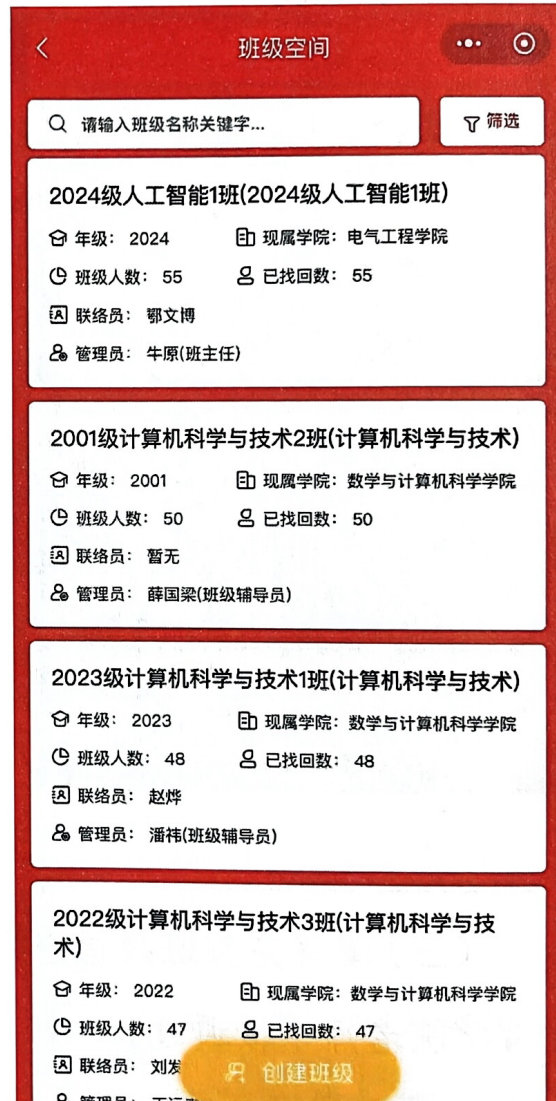 班级空间
请输入班级名称关键字... 筛选
2024级人工智能1班(2024级人工智能1班)
年级： 2024 现属学院： 电气工程学院
班级人数： 55 已找回数： 55
联络员： 鄂文博
管理员： 牛原(班主任)
2001级计算机科学与技术2班(计算机科学与技术)
年级： 2001 现属学院： 数学与计算机科学学院
班级人数： 50 已找回数： 50
联络员： 暂无
管理员： 薛国梁(班级辅导员)
2023级计算机科学与技术1班(计算机科学与技术)
年级： 2023 现属学院： 数学与计算机科学学院
班级人数： 48 已找回数： 48
联络员： 赵烨
管理员： 潘祎(班级辅导员)
2022级计算机科学与技术3班(计算机科学与技
术)
年级： 2022 现属学院： 数学与计算机科学学院
班级人数： 47 已找回数： 47
联络员： 刘发
创建班级
管理员：